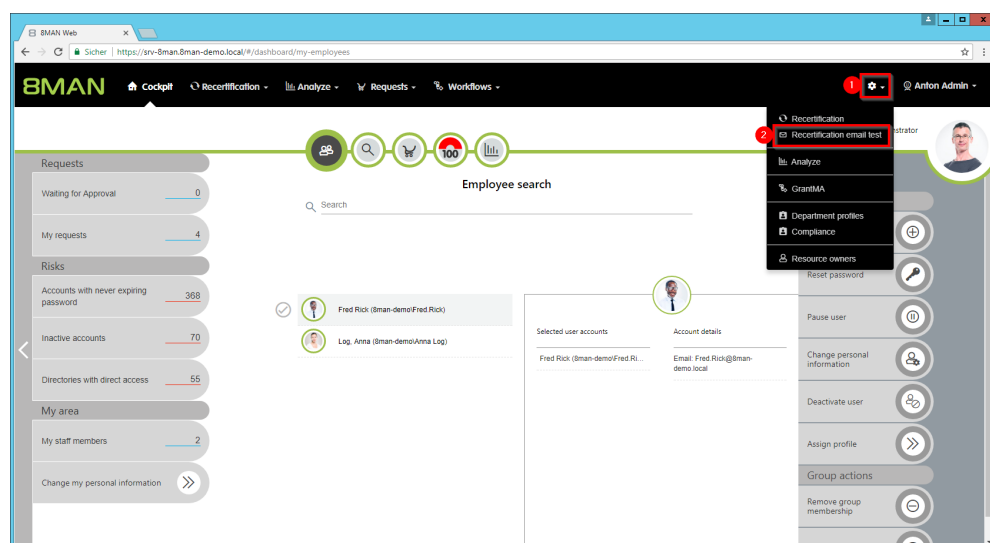 8MAN Web
Sicher | https://srv-8man.8man-demo.local/#/dashboard/my-employees
8MAN
Cockpit
Recertification
Analyze
Requests
Workflows
1
Anton Admin
Recertification
2
Recertification email test
Analyze
GrantMA
Department profiles
Compliance
Resource owners
100
Requests
Waiting for Approval 0
My requests 4
Risks
Accounts with never expiring
password
368
Inactive accounts 70
Directories with direct access 55
My area
My staff members 2
Change my personal information
Employee search
Search
Fred Rick (8man-demo\Fred.Rick)
Log, Anna (8man-demo\Anna Log)
Selected user accounts
Account details
Fred Rick (8man-demo\Fred.Ri...
Email: Fred.Rick@8man-
demo.local
Reset password
Pause user
Change personal
information
Deactivate user
Assign profile
Group actions
Remove group
membership